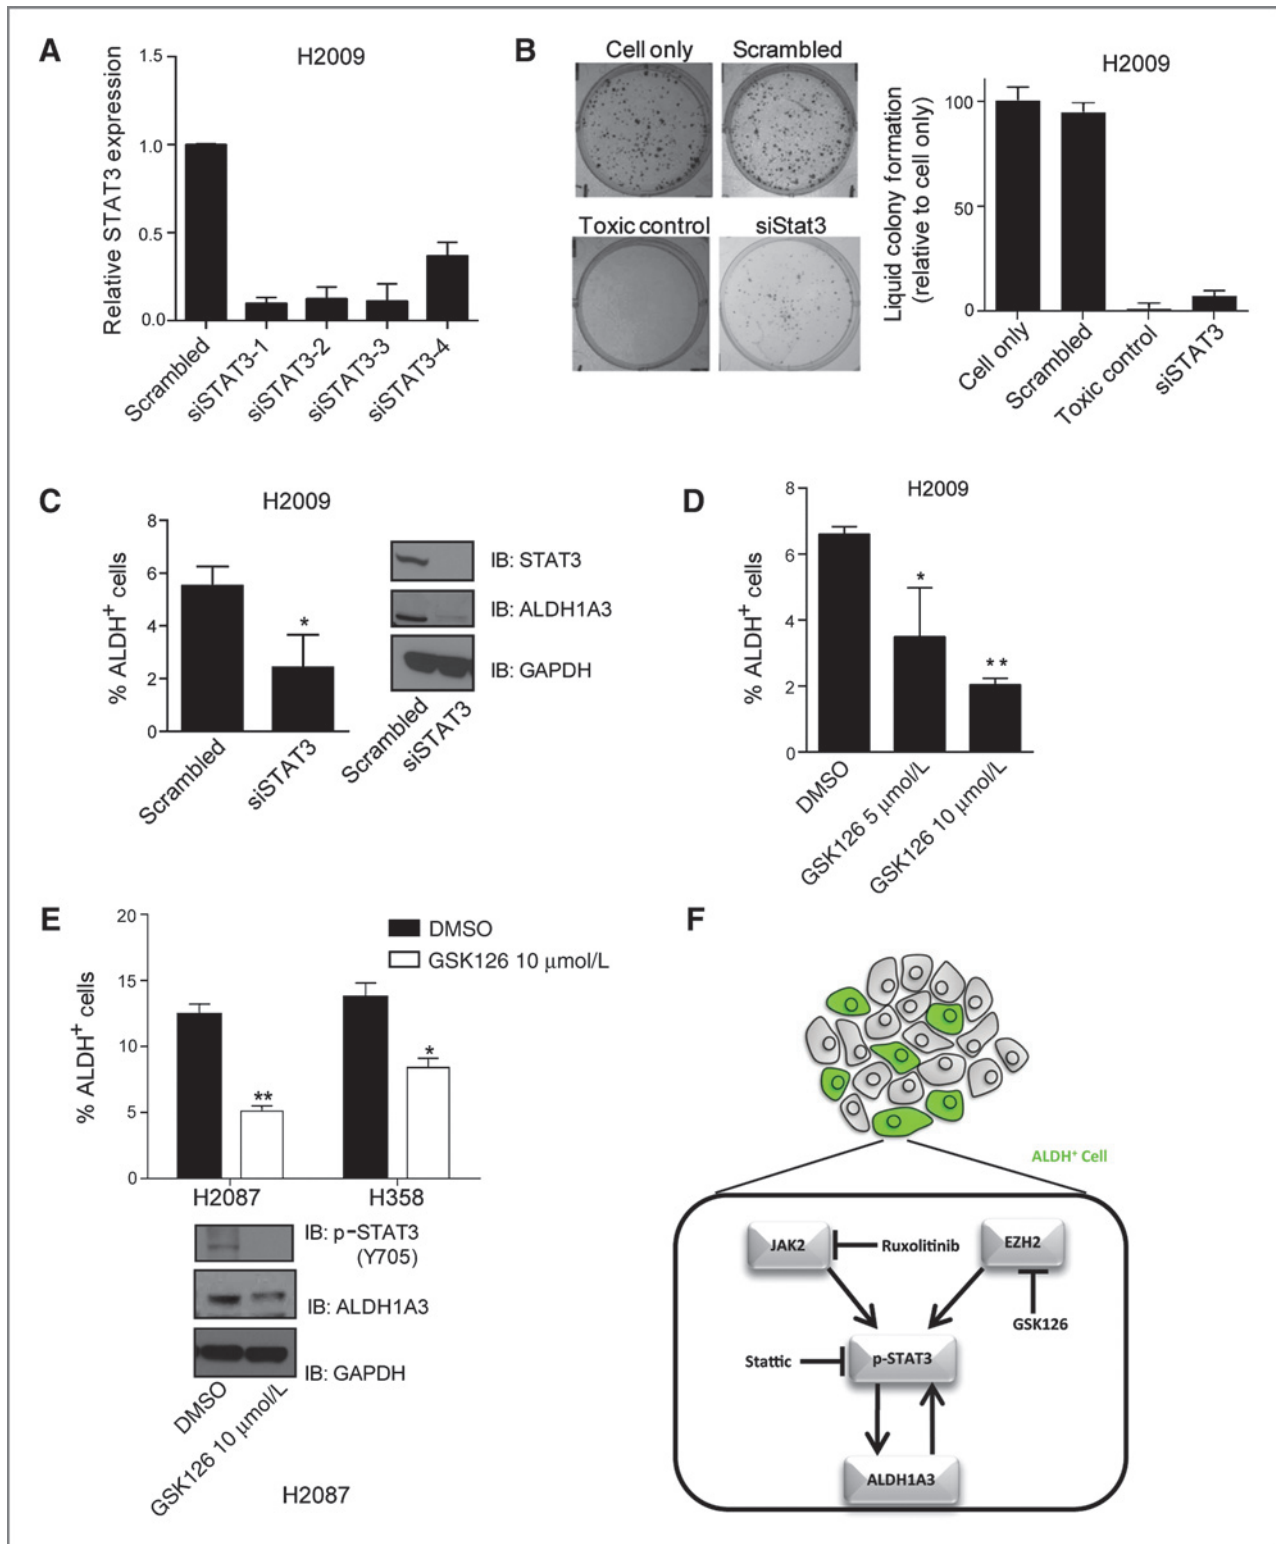 A
H2009
Relative STAT3 expression
1.5
1.0
0.5
0.0
Scrambled
siSTAT3-1
siSTAT3-2
siSTAT3-3
siSTAT3-4
B
Cell only
Scrambled
Toxic control
siStat3
H2009
Liquid colony formation
(relative to cell only)
100
50
0
Cell only
Scrambled
Toxic control
siSTAT3
C
H2009
% ALDH+ cells
8
6
4
2
0
*
Scrambled
siSTAT3
IB: STAT3
IB: ALDH1A3
IB: GAPDH
Scrambled
siSTAT3
D
H2009
% ALDH+ cells
8
6
4
2
0
*
**
DMSO
GSK126 5 μmol/L
GSK126 10 μmol/L
E
% ALDH+ cells
20
15
10
5
0
DMSO
GSK126 10 μmol/L
**
*
H2087
H358
IB: p-STAT3
(Y705)
IB: ALDH1A3
IB: GAPDH
DMSO
GSK126 10 μmol/L
H2087
F
ALDH+ Cell
JAK2
Ruxolitinib
EZH2
GSK126
Stattic
p-STAT3
ALDH1A3